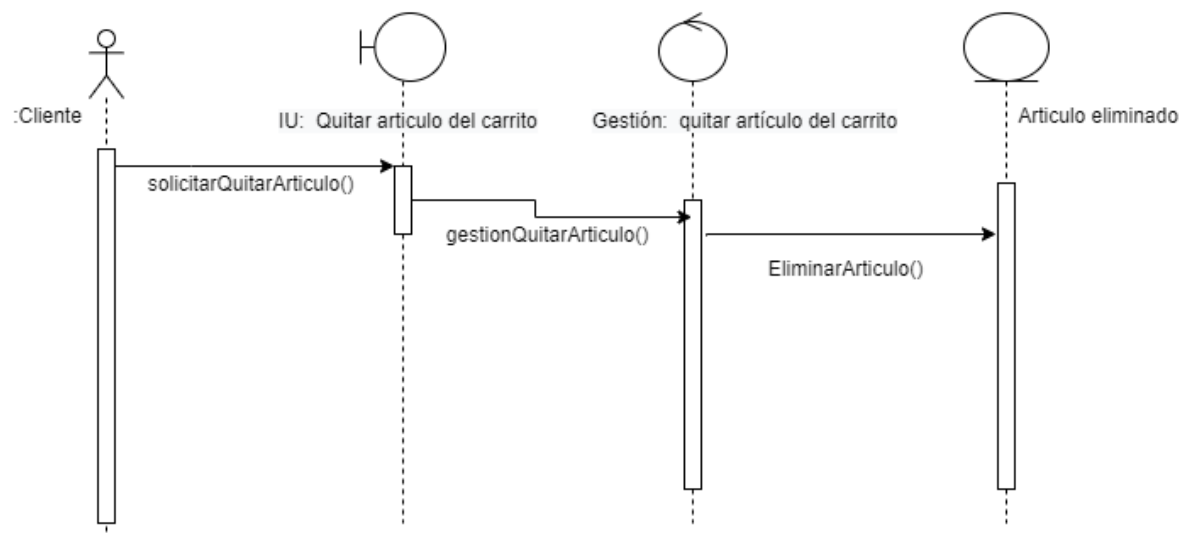 :Cliente
IU: Quitar articulo del carrito
Gestión: quitar artículo del carrito
Articulo eliminado
solicitarQuitarArticulo()
gestionQuitarArticulo()
EliminarArticulo()